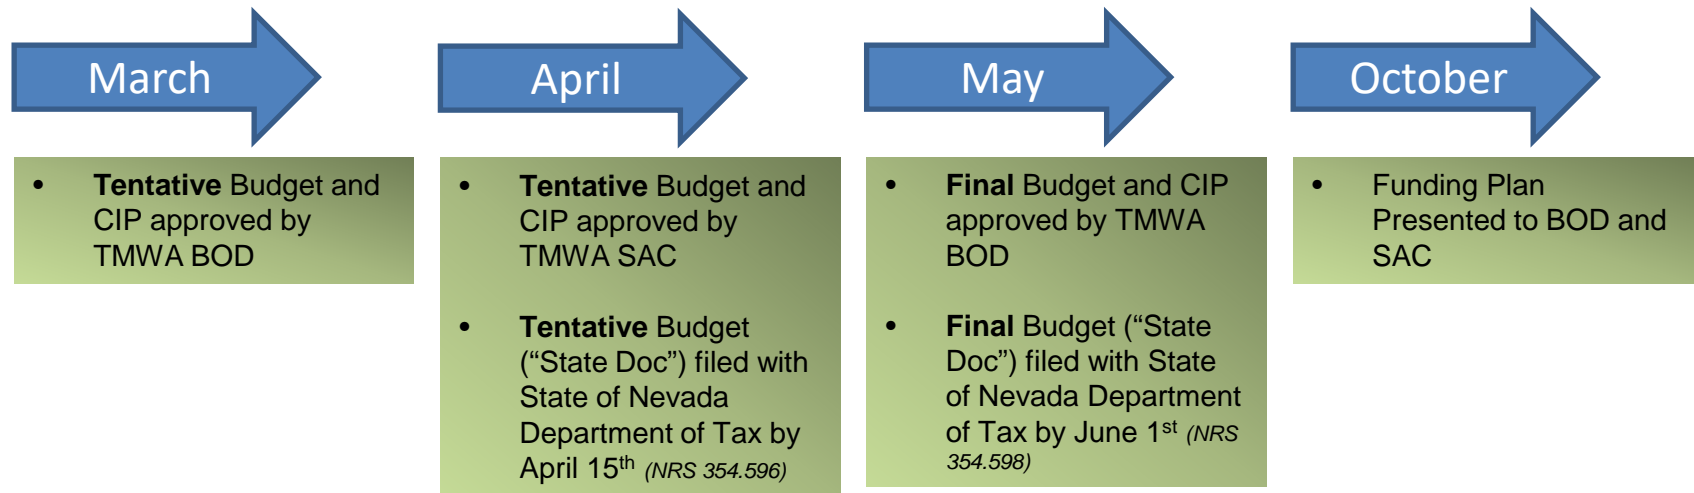 March
• Tentative Budget and
CIP approved by
TMWA BOD
April
• Tentative Budget and
CIP approved by
TMWA SAC
• Tentative Budget
(“State Doc”) filed with
State of Nevada
Department of Tax by
April 15th (NRS 354.596)
May
• Final Budget and CIP
approved by TMWA
BOD
• Final Budget (“State
Doc”) filed with State
of Nevada Department
of Tax by June 1st (NRS
354.598)
October
• Funding Plan
Presented to BOD and
SAC